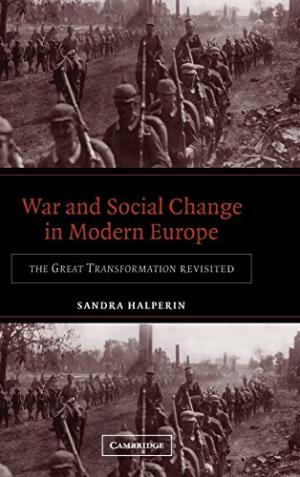 War and Social Change
in Modern Europe
THE GREAT TRANSFORMATION REVISITED
SANDRA HALPERIN
CAMBRIDGE